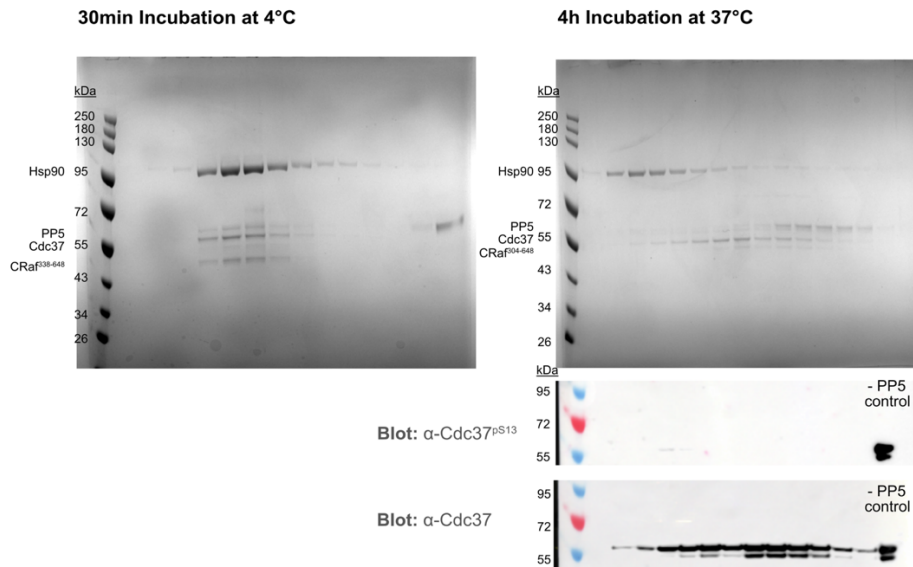 30min Incubation at 4°C
kDa
250
180
130
Hsp90 95
72
PP5
Cdc37 55
CRaf³³⁸⁻⁶⁴⁸
43
34
26
4h Incubation at 37°C
kDa
250
180
130
Hsp90 95
72
PP5
Cdc37 55
CRaf³⁰⁴⁻⁶⁴⁸
43
34
26
kDa
95
72
55
- PP5
control
Blot: α-Cdc37ᵖˢ¹³
95
72
55
- PP5
control
Blot: α-Cdc37